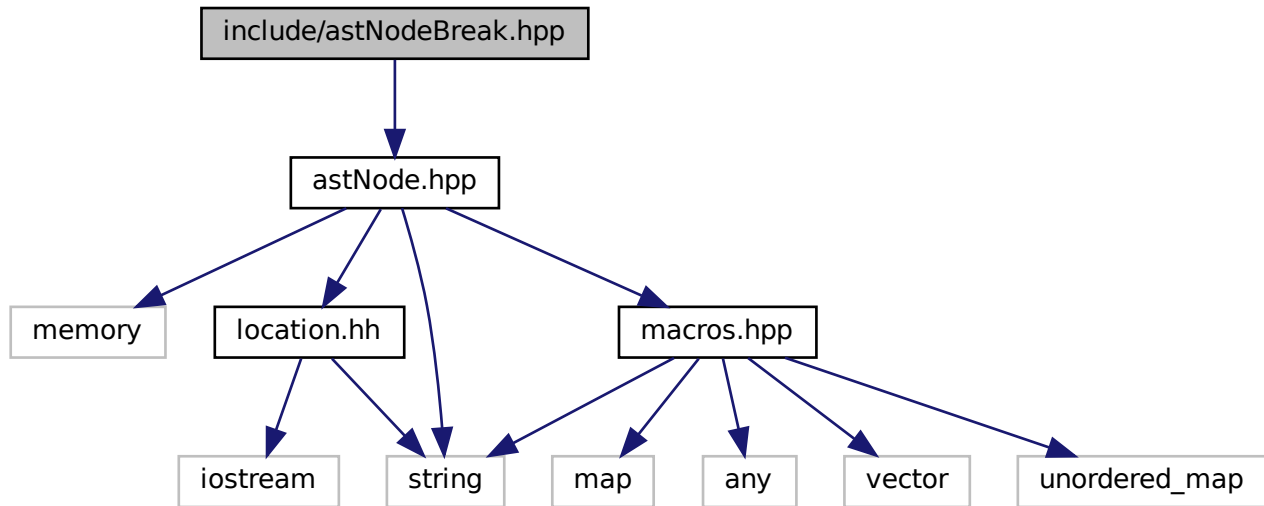 include/astNodeBreak.hpp
astNode.hpp
memory
location.hh
macros.hpp
iostream
string
map
any
vector
unordered_map